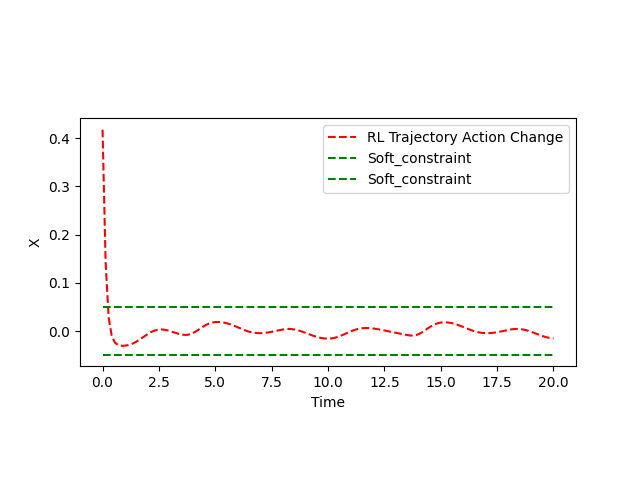 RL Trajectory Action Change
Soft_constraint
Soft_constraint
0.4
0.3
0.2
0.1
0.0
X
0.0 2.5 5.0 7.5 10.0 12.5 15.0 17.5 20.0
Time